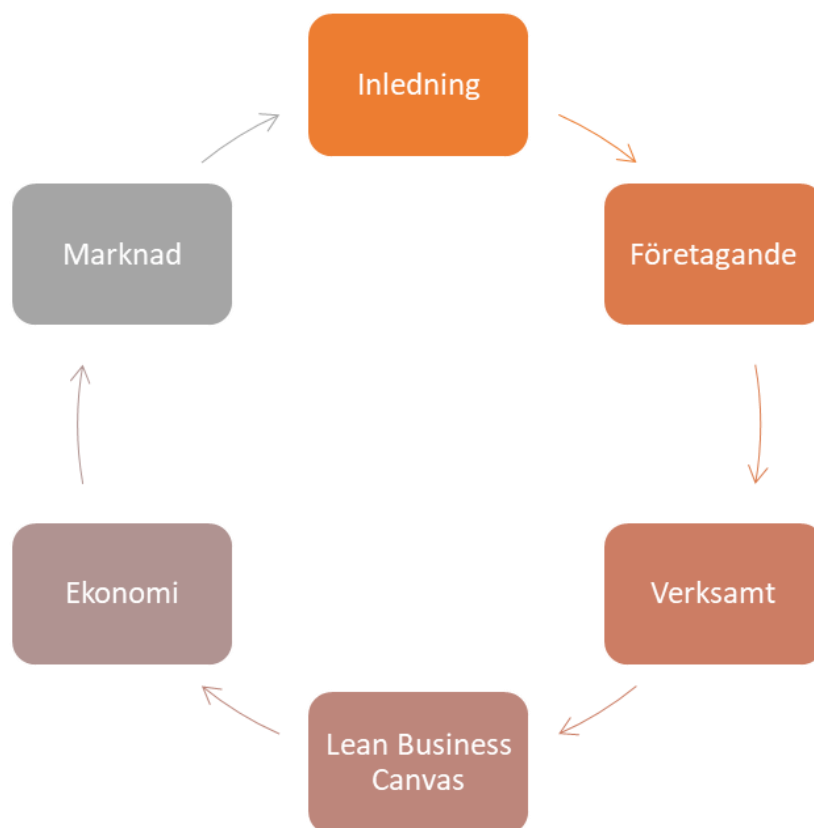 Inledning
Företagande
Verksamt
Lean Business
Canvas
Ekonomi
Marknad